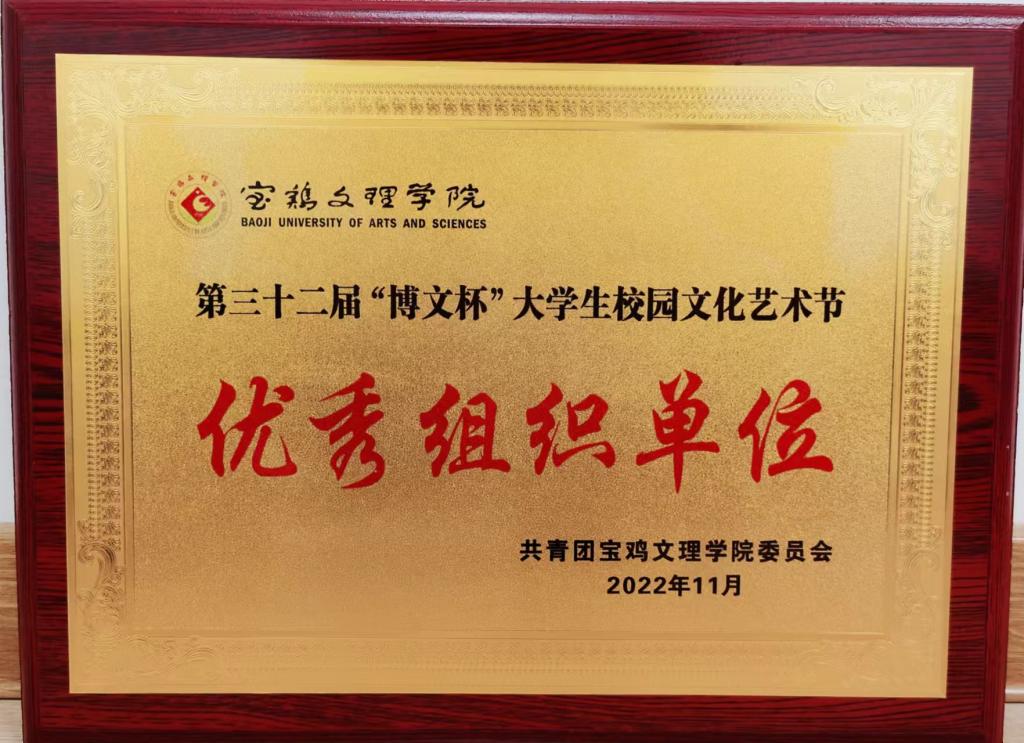 宝鸡文理学院
BAOJI UNIVERSITY OF ARTS AND SCIENCES
第三十二届“博文杯”大学生校园文化艺术节
优秀组织单位
共青团宝鸡文理学院委员会
2022年11月